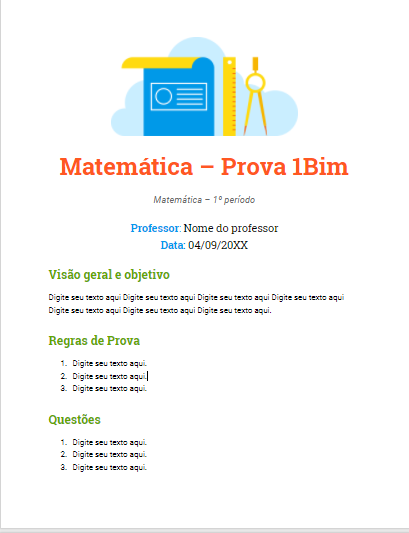 Matemática – Prova 1Bim
Matemática – 1º período
Professor: Nome do professor
Data: 04/09/20XX
Visão geral e objetivo
Digite seu texto aqui Digite seu texto aqui Digite seu texto aqui Digite seu texto aqui
Digite seu texto aqui Digite seu texto aqui Digite seu texto aqui.
Regras de Prova
1. Digite seu texto aqui.
2. Digite seu texto aqui.
3. Digite seu texto aqui.
Questões
1. Digite seu texto aqui.
2. Digite seu texto aqui.
3. Digite seu texto aqui.